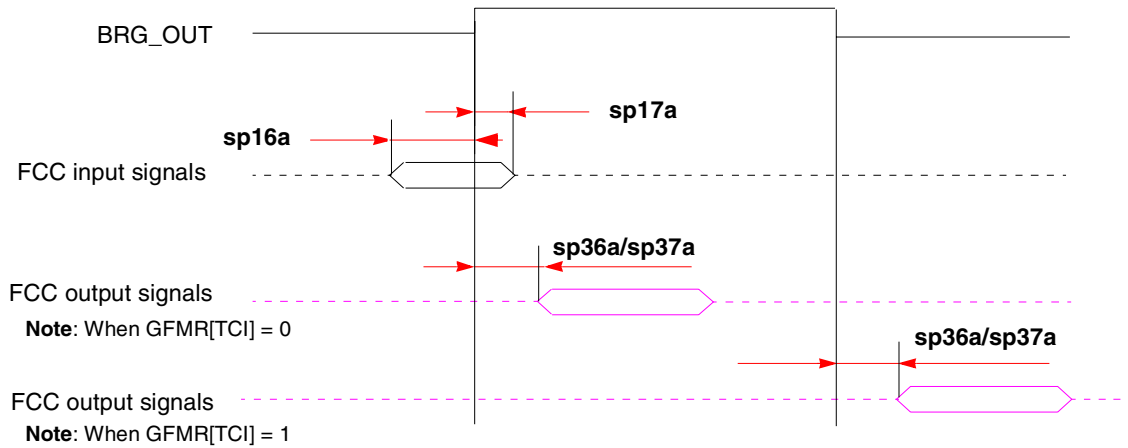 BRG_OUT
sp17a
sp16a
FCC input signals
sp36a/sp37a
FCC output signals
Note: When GFMR[TCI] = 0
sp36a/sp37a
FCC output signals
Note: When GFMR[TCI] = 1